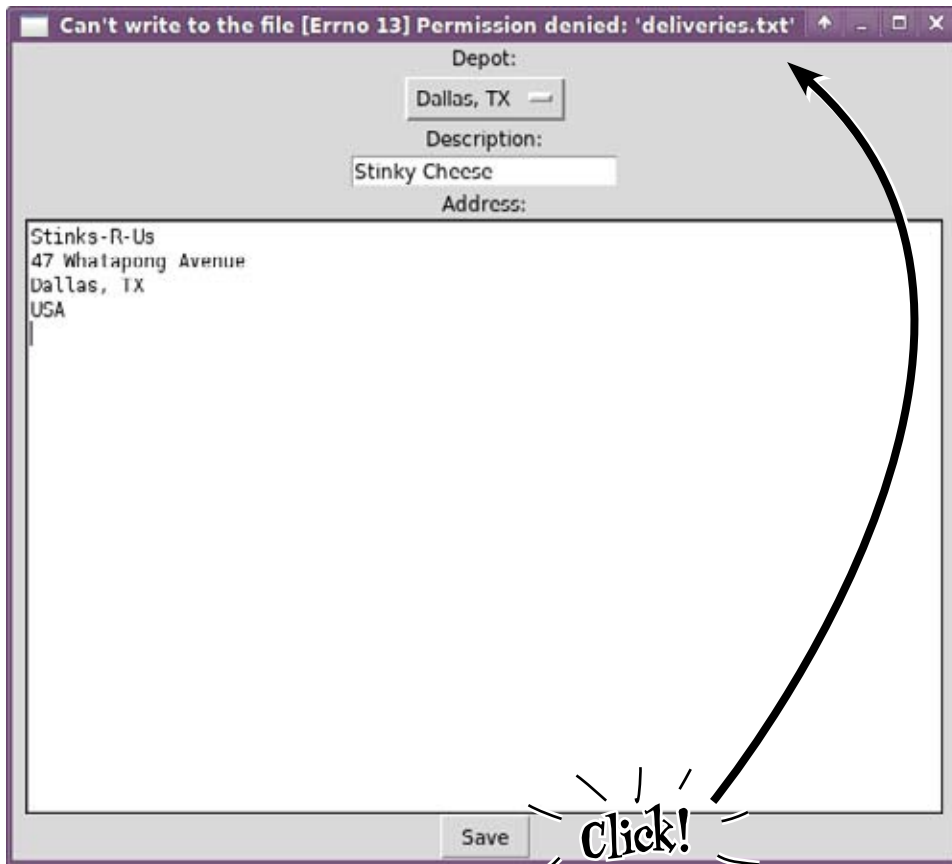 Can't write to the file [Errno 13] Permission denied: 'deliveries.txt'
Depot:
Dallas, TX
Description:
Stinky Cheese
Address:
Stinks-R-Us
47 Whatapong Avenue
Dallas, TX
USA
Save
Click!